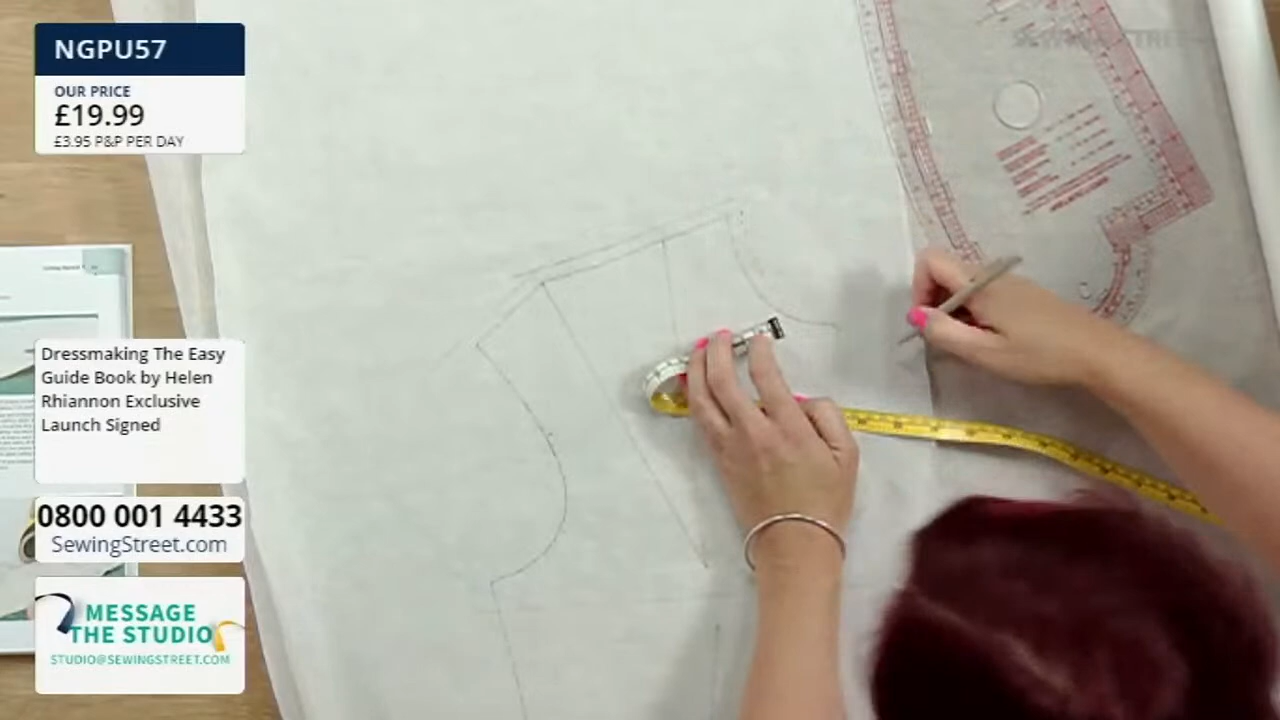 NGPU57
OUR PRICE
£19.99
£3.95 P&P PER DAY
Dressmaking The Easy
Guide Book by Helen
Rhiannon Exclusive
Launch Signed
0800 001 4433
SewingStreet.com
MESSAGE
THE STUDIO
STUDIO@SEWINGSTREET.COM
SEWINGSTREET